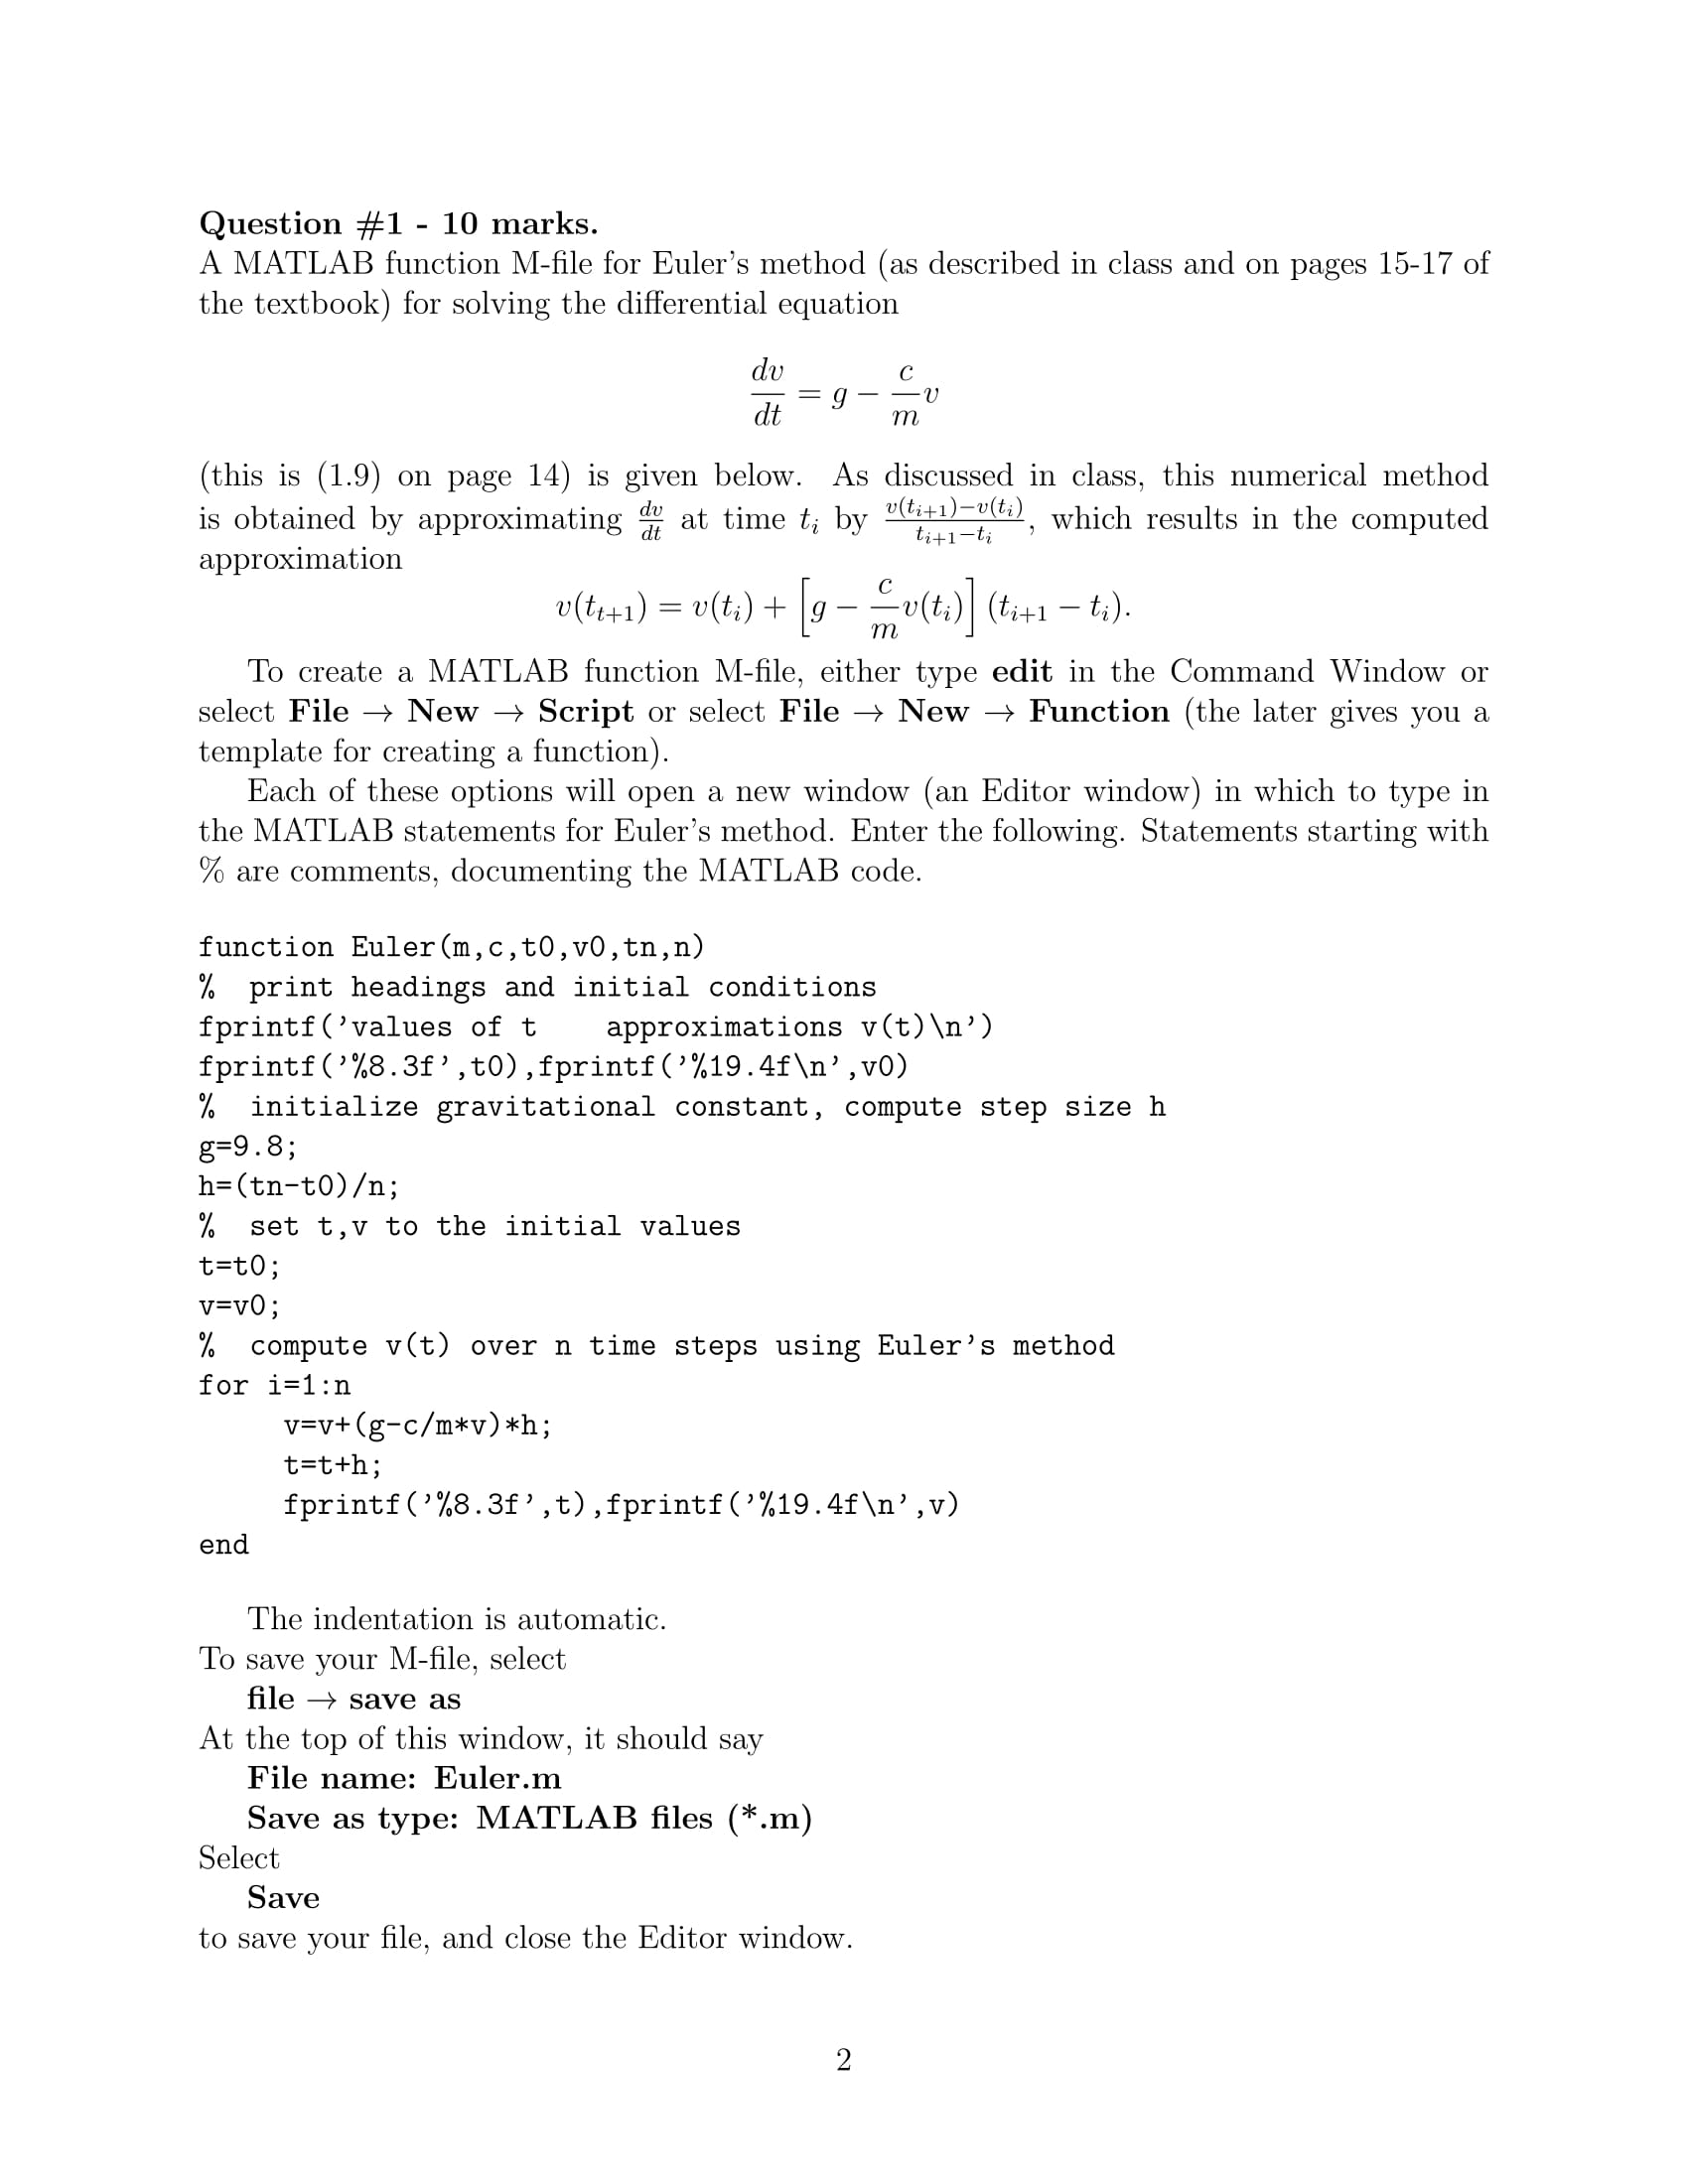 Question #1 - 10 marks.
A MATLAB function M-file for Euler's method (as described in class and on pages 15-17 of
the textbook) for solving the differential equation
dv/dt = g − c/m v
(this is (1.9) on page 14) is given below. As discussed in class, this numerical method
is obtained by approximating dv/dt at time t_i by (v(t_{i+1})−v(t_i))/(t_{i+1}−t_i), which results in the computed
approximation
v(t_{t+1}) = v(t_i) + [g − c/m v(t_i)] (t_{i+1} − t_i).
To create a MATLAB function M-file, either type edit in the Command Window or
select File → New → Script or select File → New → Function (the later gives you a
template for creating a function).
Each of these options will open a new window (an Editor window) in which to type in
the MATLAB statements for Euler's method. Enter the following. Statements starting with
% are comments, documenting the MATLAB code.
function Euler(m,c,t0,v0,tn,n)
%  print headings and initial conditions
fprintf('values of t    approximations v(t)\n')
fprintf('%8.3f',t0),fprintf('%19.4f\n',v0)
%  initialize gravitational constant, compute step size h
g=9.8;
h=(tn-t0)/n;
%  set t,v to the initial values
t=t0;
v=v0;
%  compute v(t) over n time steps using Euler's method
for i=1:n
     v=v+(g-c/m*v)*h;
     t=t+h;
     fprintf('%8.3f',t),fprintf('%19.4f\n',v)
end
The indentation is automatic.
To save your M-file, select
file → save as
At the top of this window, it should say
File name: Euler.m
Save as type: MATLAB files (*.m)
Select
Save
to save your file, and close the Editor window.
2